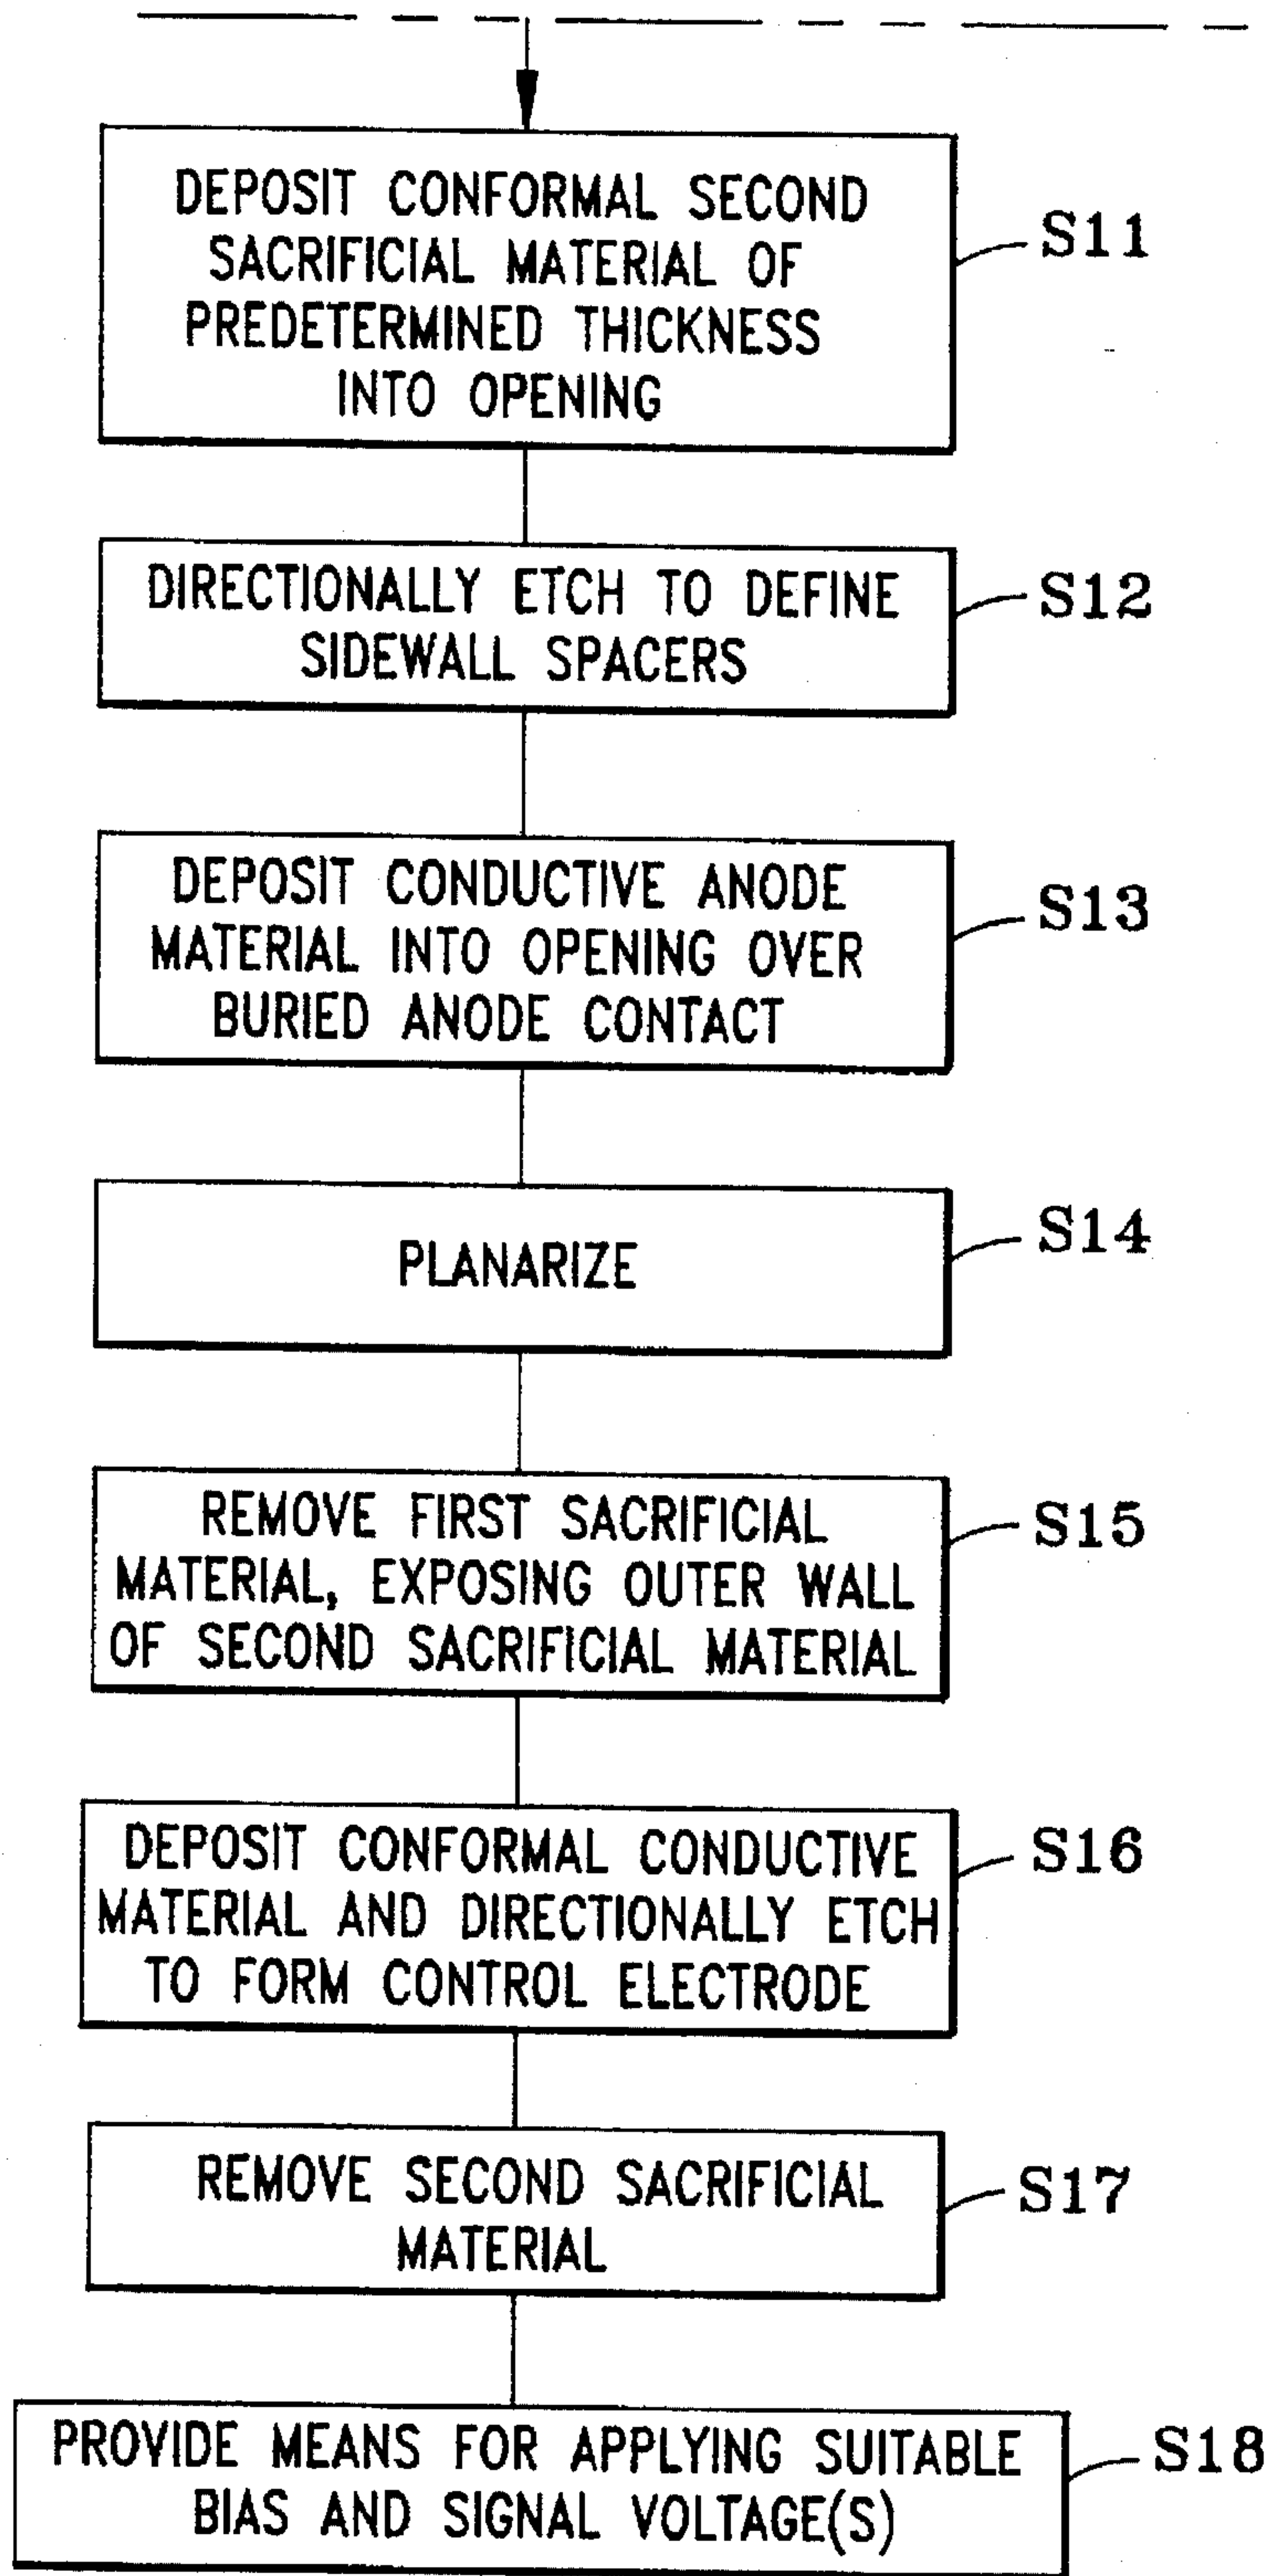 DEPOSIT CONFORMAL SECOND
SACRIFICIAL MATERIAL OF
PREDETERMINED THICKNESS
INTO OPENING
S11
DIRECTIONALLY ETCH TO DEFINE
SIDEWALL SPACERS
S12
DEPOSIT CONDUCTIVE ANODE
MATERIAL INTO OPENING OVER
BURIED ANODE CONTACT
S13
PLANARIZE
S14
REMOVE FIRST SACRIFICIAL
MATERIAL, EXPOSING OUTER WALL
OF SECOND SACRIFICIAL MATERIAL
S15
DEPOSIT CONFORMAL CONDUCTIVE
MATERIAL AND DIRECTIONALLY ETCH
TO FORM CONTROL ELECTRODE
S16
REMOVE SECOND SACRIFICIAL
MATERIAL
S17
PROVIDE MEANS FOR APPLYING SUITABLE
BIAS AND SIGNAL VOLTAGE(S)
S18